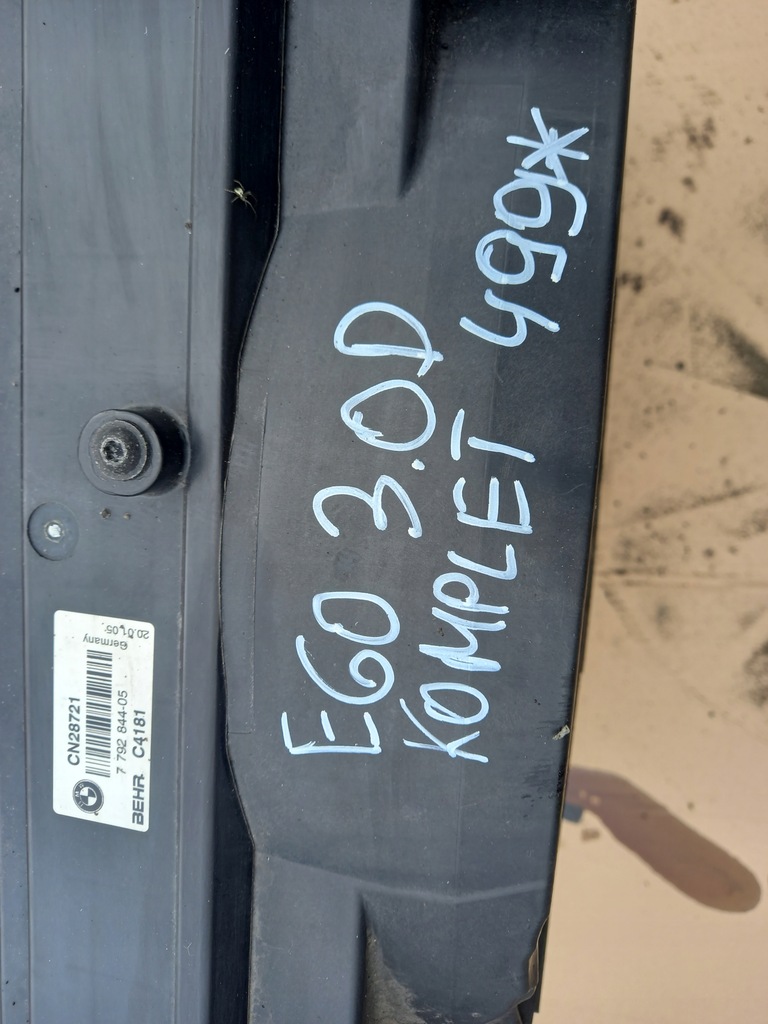 E60 3.0D
KOMPLET 499*
CN28721
7 792 844-05
BEHR C4181
Germany
20.01.05